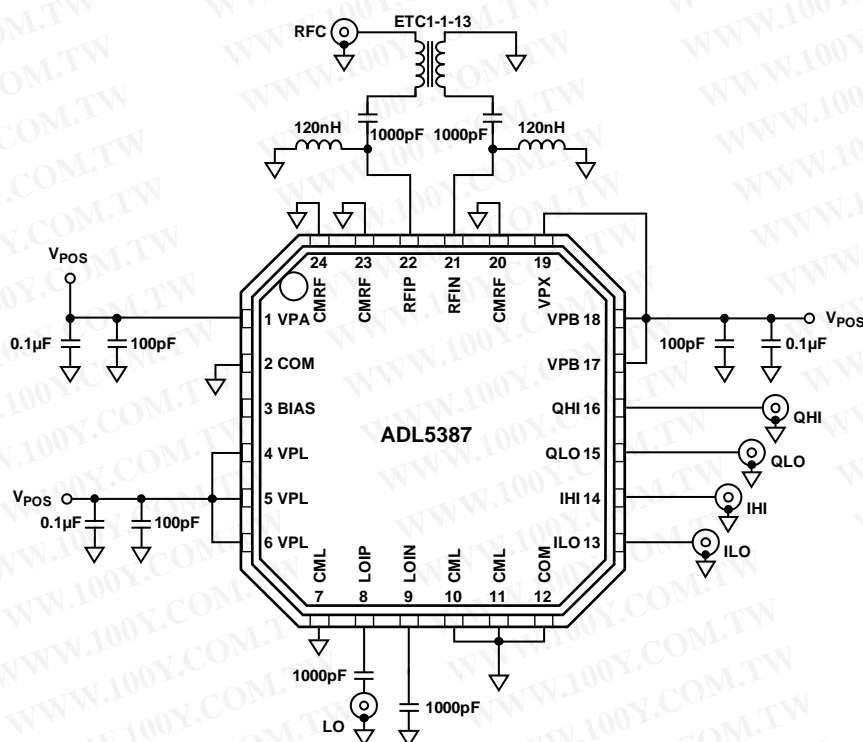 RFC
ETC1-1-13
120nH
1000pF
1000pF
120nH
VPOS
24
23
22
21
20
19
CMRF
CMRF
RFIP
RFIN
CMRF
VPX
0.1µF
100pF
1 VPA
2 COM
3 BIAS
4 VPL
5 VPL
6 VPL
VPOS
0.1µF
100pF
ADL5387
VPB 18
VPB 17
QHI 16
QLO 15
IHI 14
ILO 13
100pF
0.1µF
VPOS
QHI
QLO
IHI
ILO
CML
LOIP
LOIN
CML
CML
COM
7
8
9
10
11
12
1000pF
LO
1000pF
WWW.100Y.COM.TW